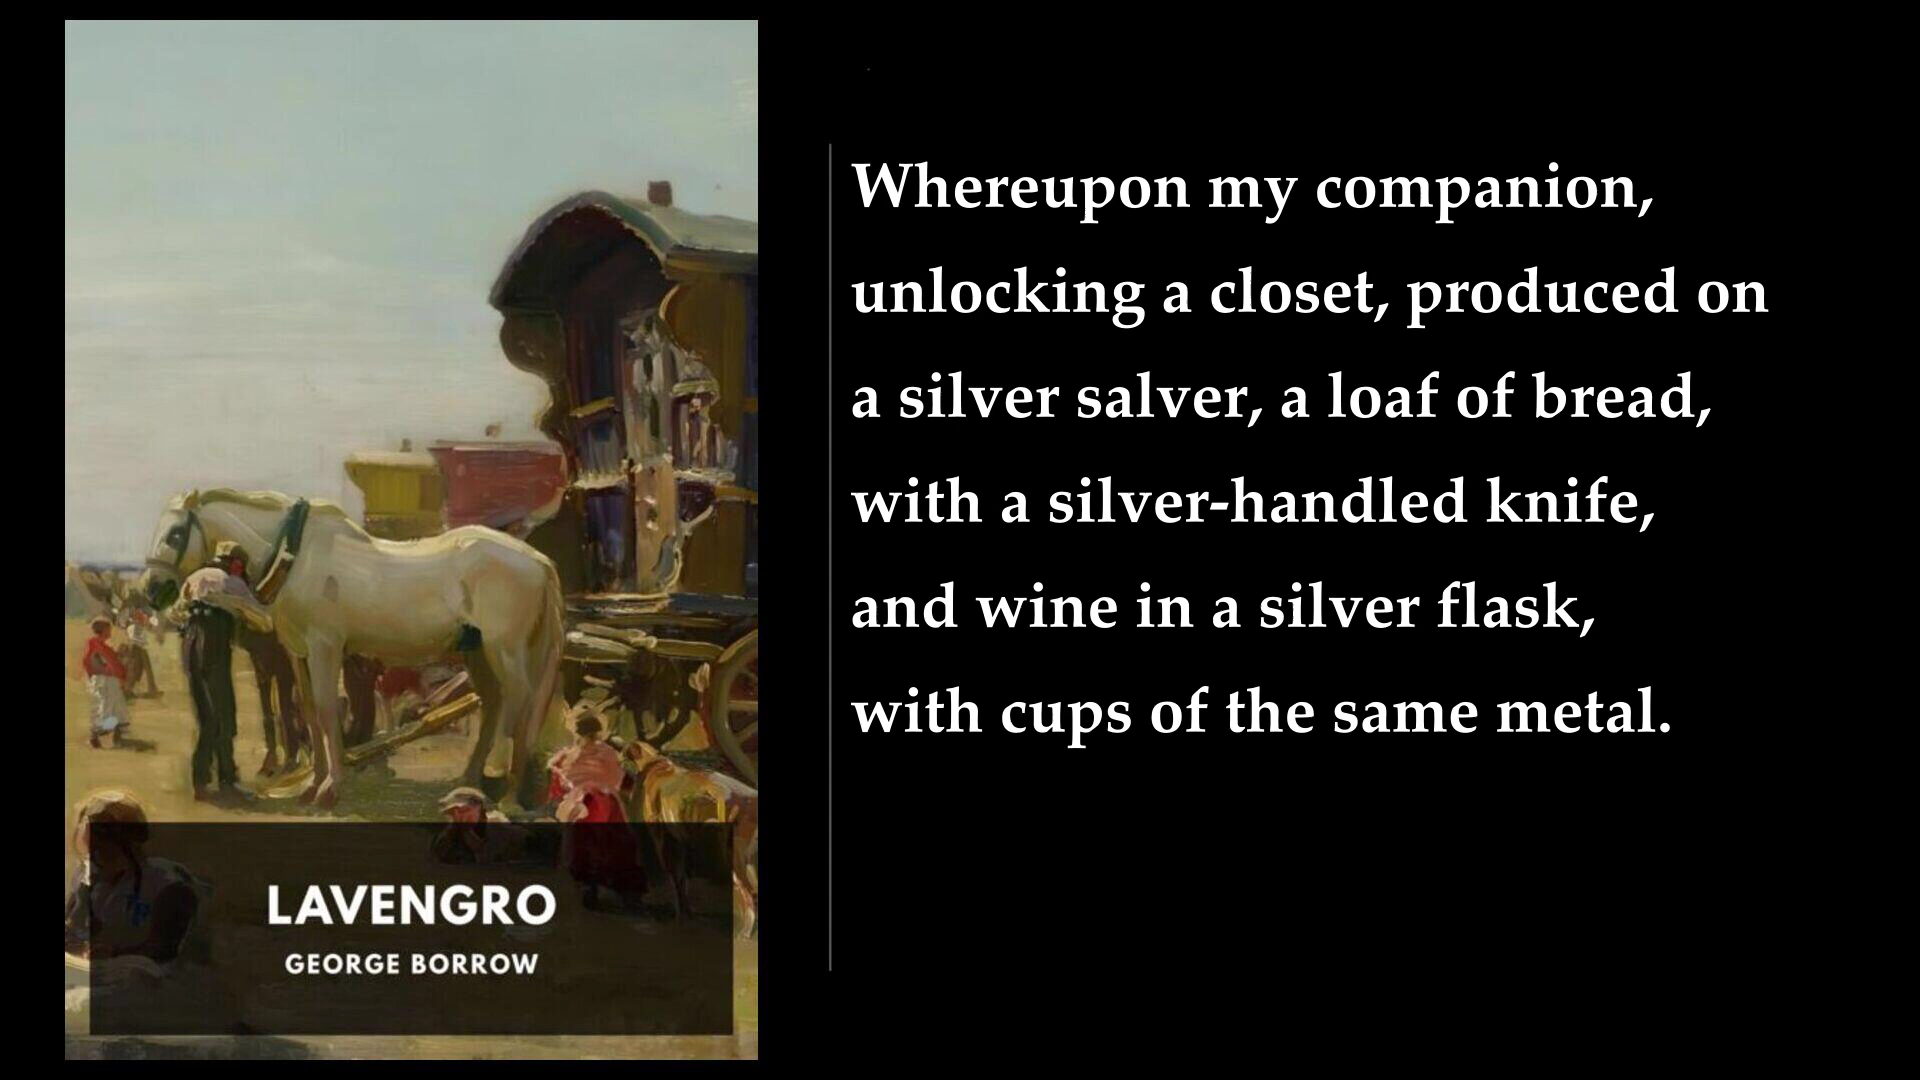 LAVENGRO
GEORGE BORROW
Whereupon my companion,
unlocking a closet, produced on
a silver salver, a loaf of bread,
with a silver-handled knife,
and wine in a silver flask,
with cups of the same metal.